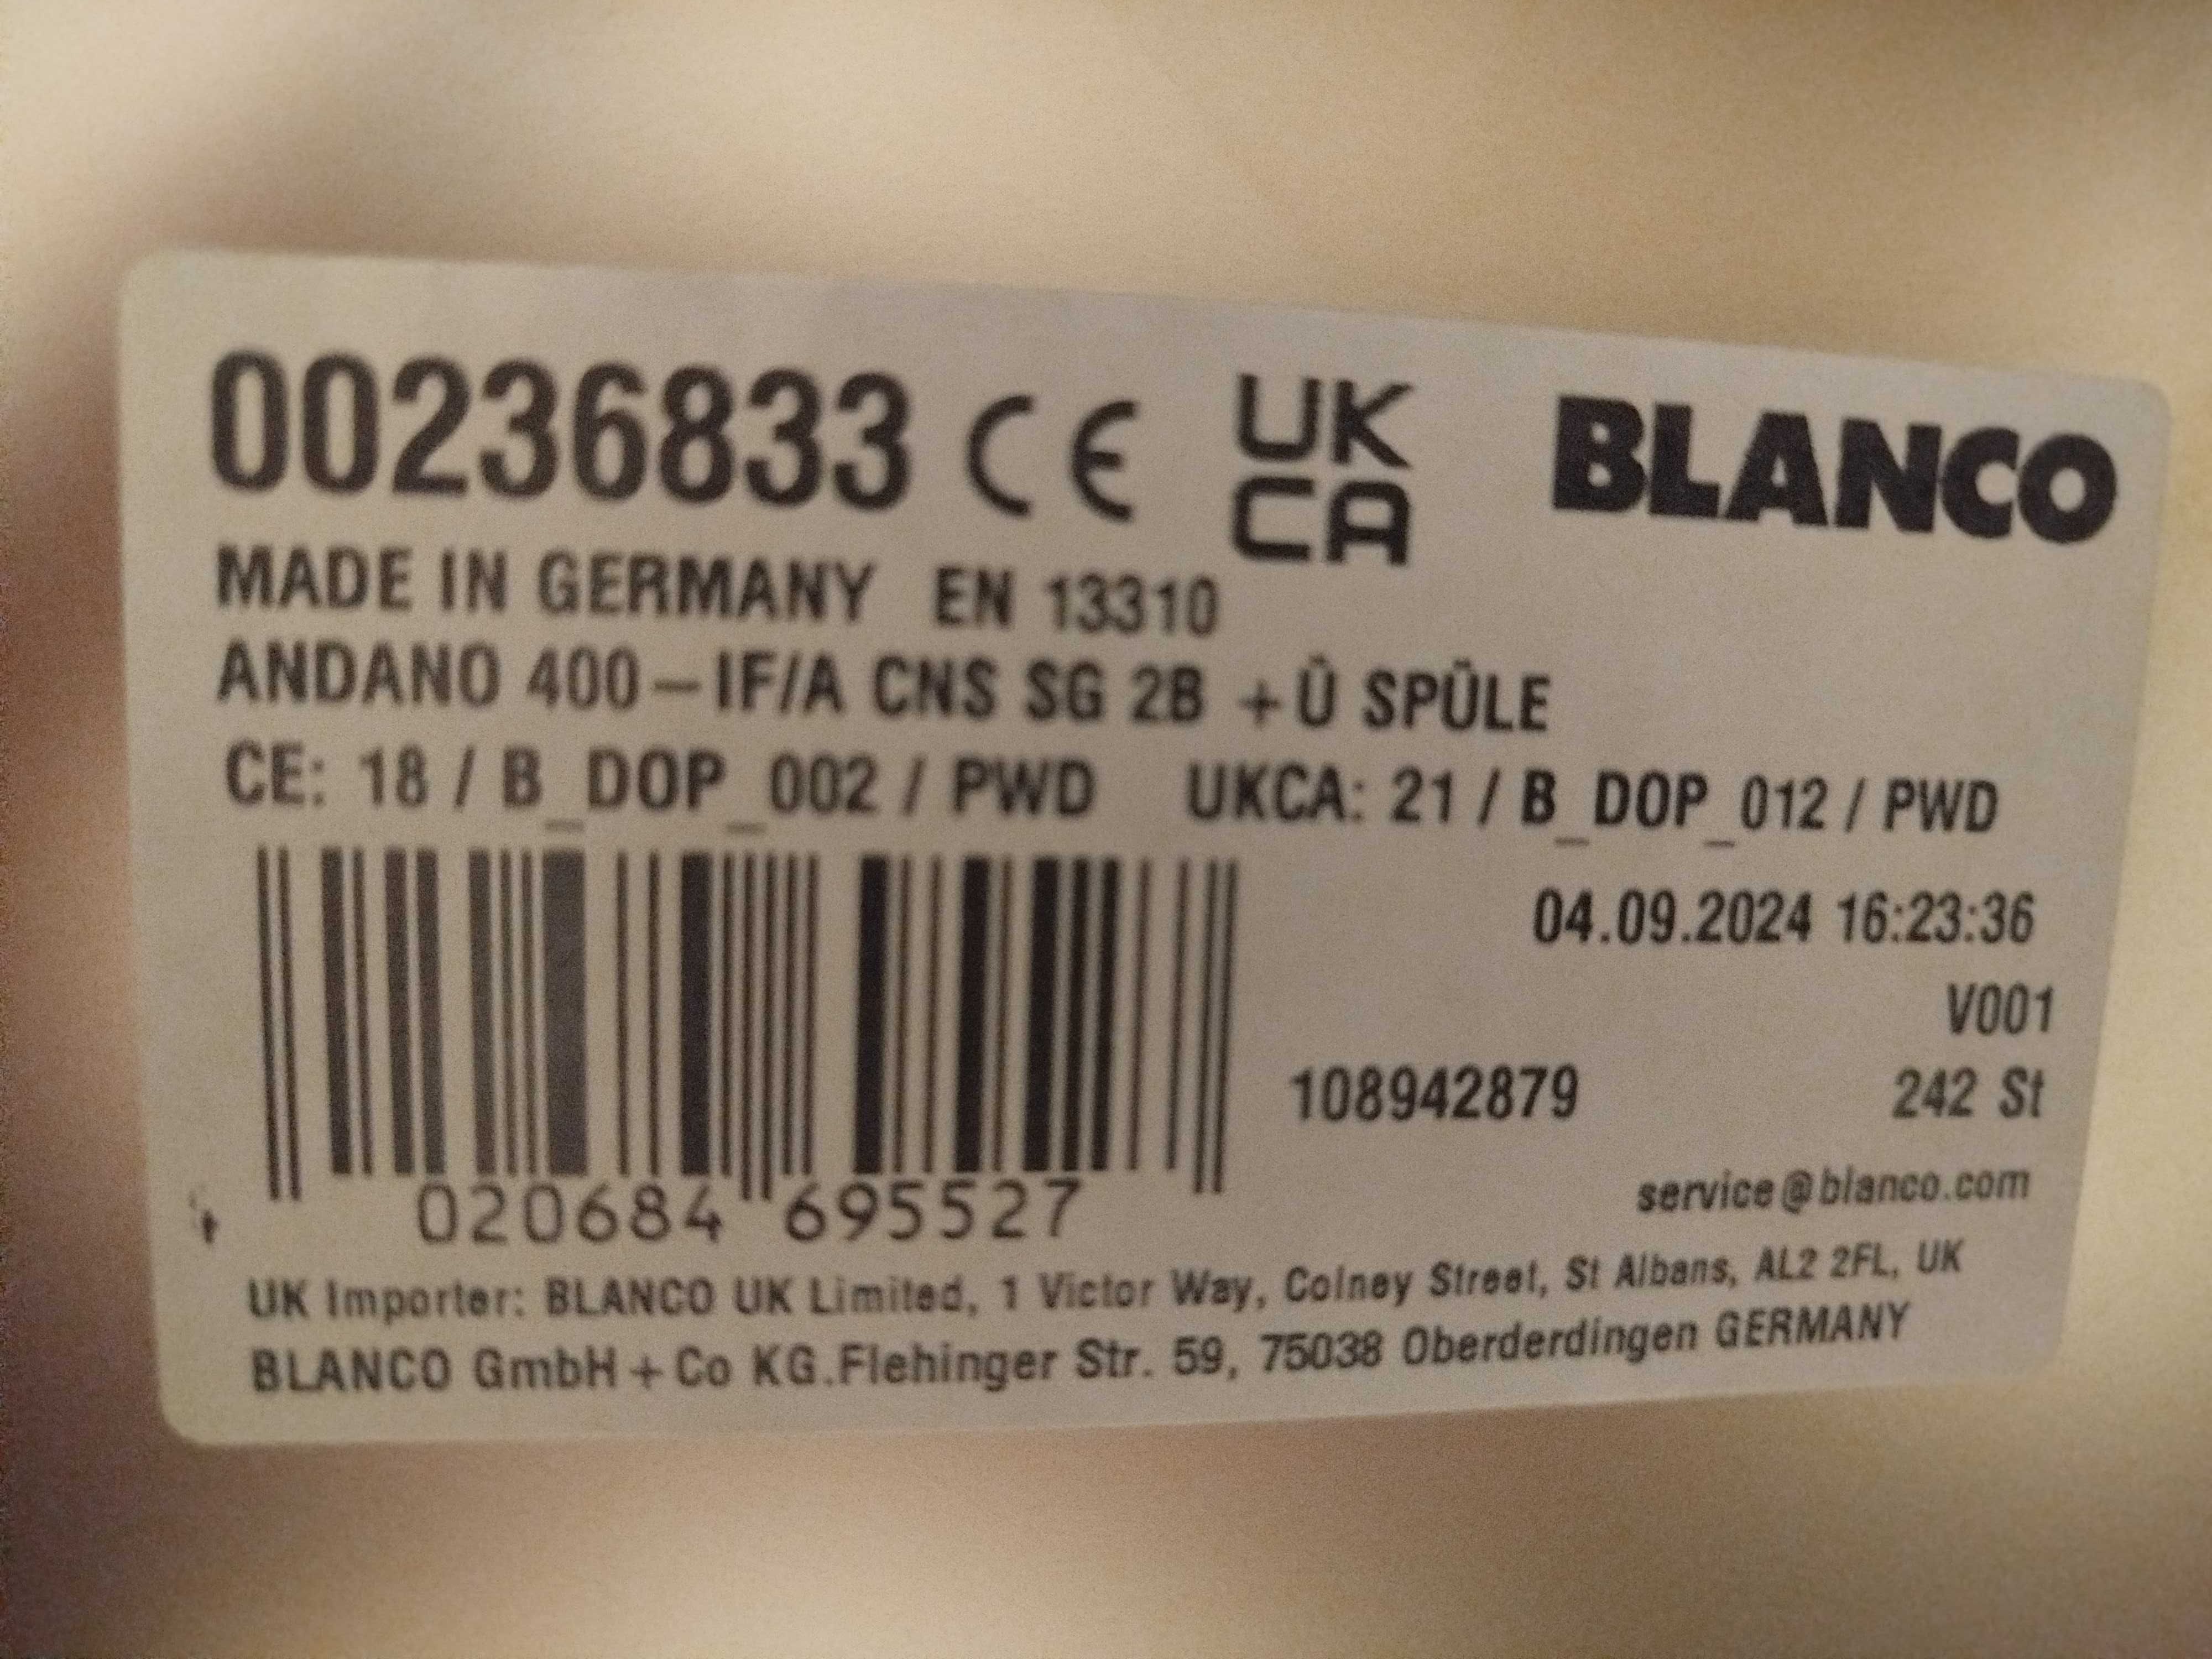 00236833 CE UK CA BLANCO
MADE IN GERMANY EN 13310
ANDANO 400-IF/A CNS SG 2B +Ü SPÜLE
CE: 18 / B_DOP_002 / PWD UKCA: 21 / B_DOP_012 / PWD
04.09.2024 16:23:36
V001
108942879 242 St
020684 695527
service@blanco.com
UK Importer: BLANCO UK Limited, 1 Victor Way, Colney Street, St Albans, AL2 2FL, UK
BLANCO GmbH+Co KG.Flehinger Str. 59, 75038 Oberderdingen GERMANY